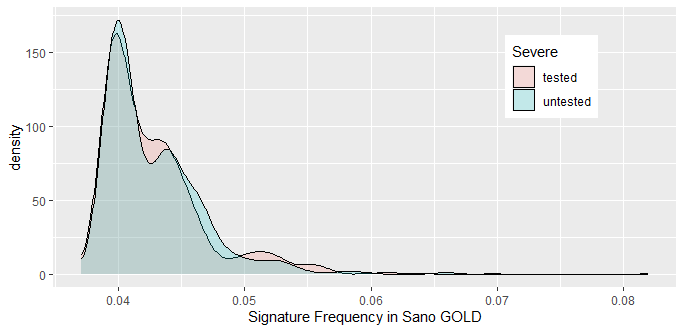 Severe
tested
untested
density
150
100
50
0
0.04 0.05 0.06 0.07 0.08
Signature Frequency in Sano GOLD